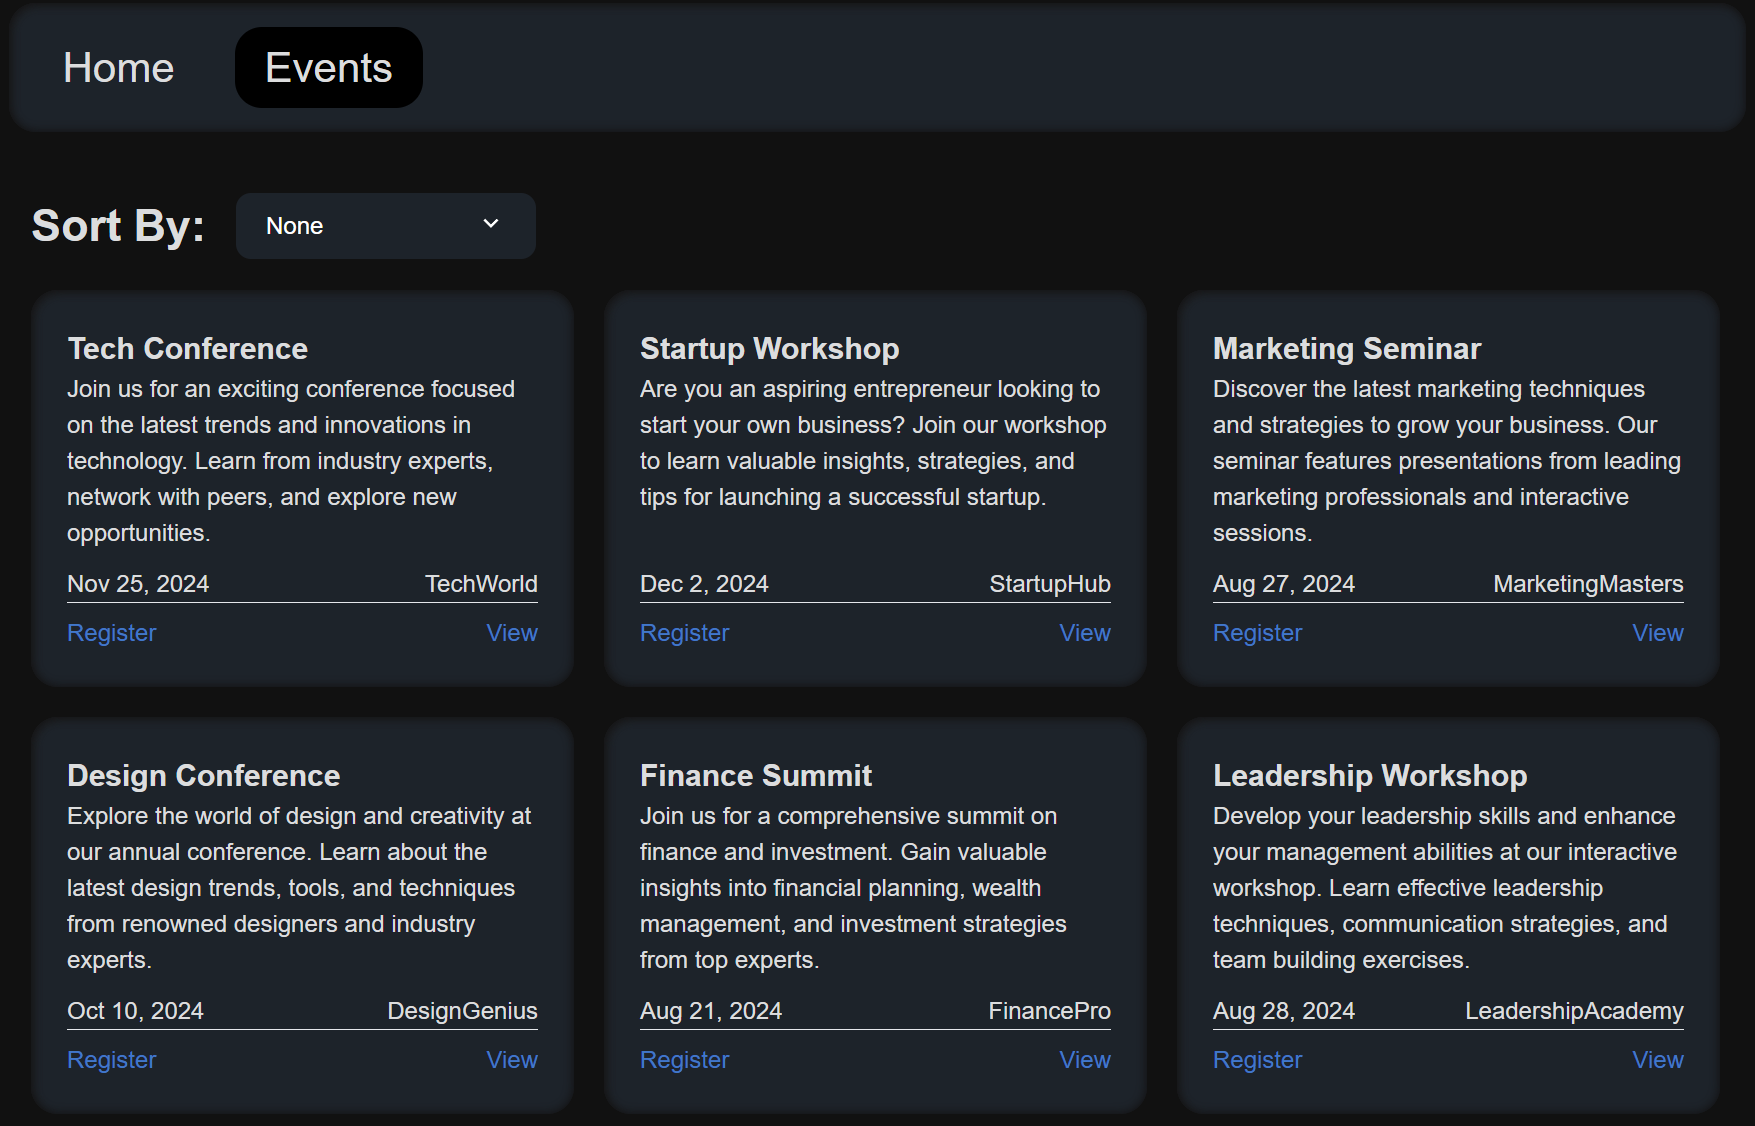 Home
Events
Sort By:
None
Tech Conference
Join us for an exciting conference focused
on the latest trends and innovations in
technology. Learn from industry experts,
network with peers, and explore new
opportunities.
Nov 25, 2024
TechWorld
Register
View
Startup Workshop
Are you an aspiring entrepreneur looking to
start your own business? Join our workshop
to learn valuable insights, strategies, and
tips for launching a successful startup.
Dec 2, 2024
StartupHub
Register
View
Marketing Seminar
Discover the latest marketing techniques
and strategies to grow your business. Our
seminar features presentations from leading
marketing professionals and interactive
sessions.
Aug 27, 2024
MarketingMasters
Register
View
Design Conference
Explore the world of design and creativity at
our annual conference. Learn about the
latest design trends, tools, and techniques
from renowned designers and industry
experts.
Oct 10, 2024
DesignGenius
Register
View
Finance Summit
Join us for a comprehensive summit on
finance and investment. Gain valuable
insights into financial planning, wealth
management, and investment strategies
from top experts.
Aug 21, 2024
FinancePro
Register
View
Leadership Workshop
Develop your leadership skills and enhance
your management abilities at our interactive
workshop. Learn effective leadership
techniques, communication strategies, and
team building exercises.
Aug 28, 2024
LeadershipAcademy
Register
View